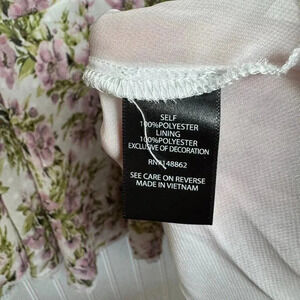 SELF
100%POLYESTER
LINING
100%POLYESTER
EXCLUSIVE OF DECORATION
RN#148862
SEE CARE ON REVERSE
MADE IN VIETNAM